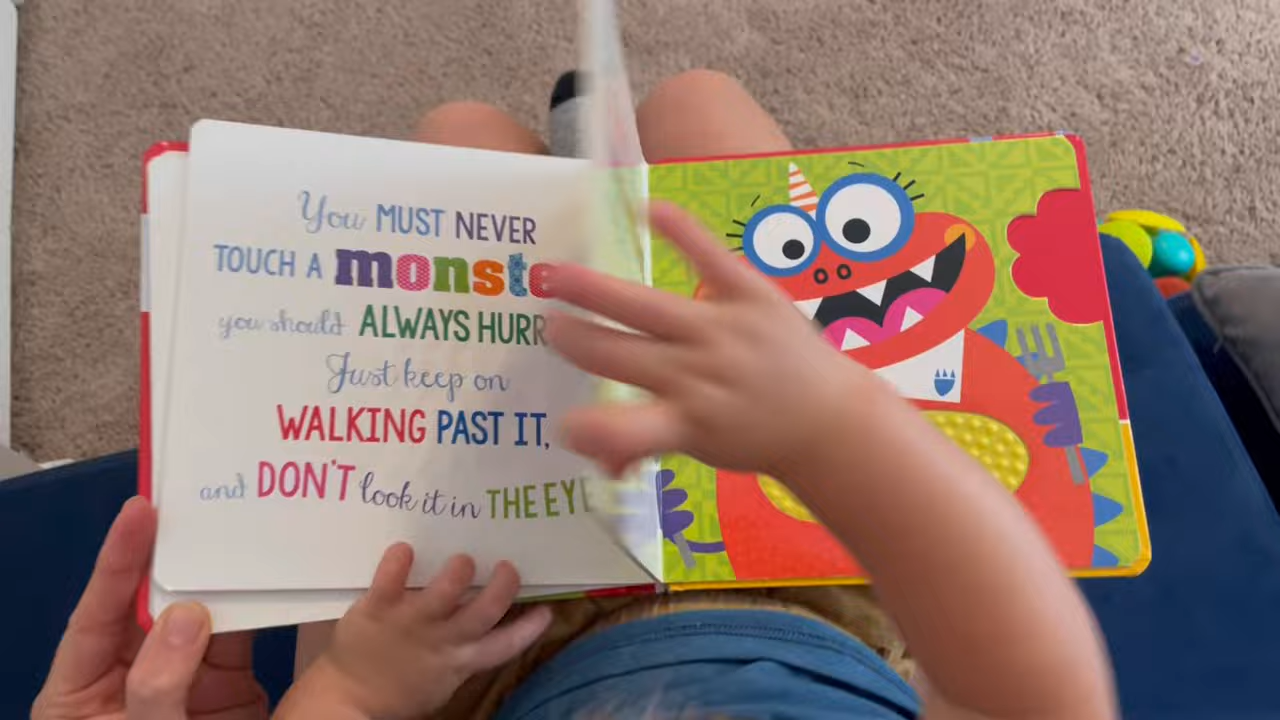 You MUST NEVER
TOUCH A monste
you should ALWAYS HURR
Just keep on
WALKING PAST IT,
and DON'T look it in THE EYE